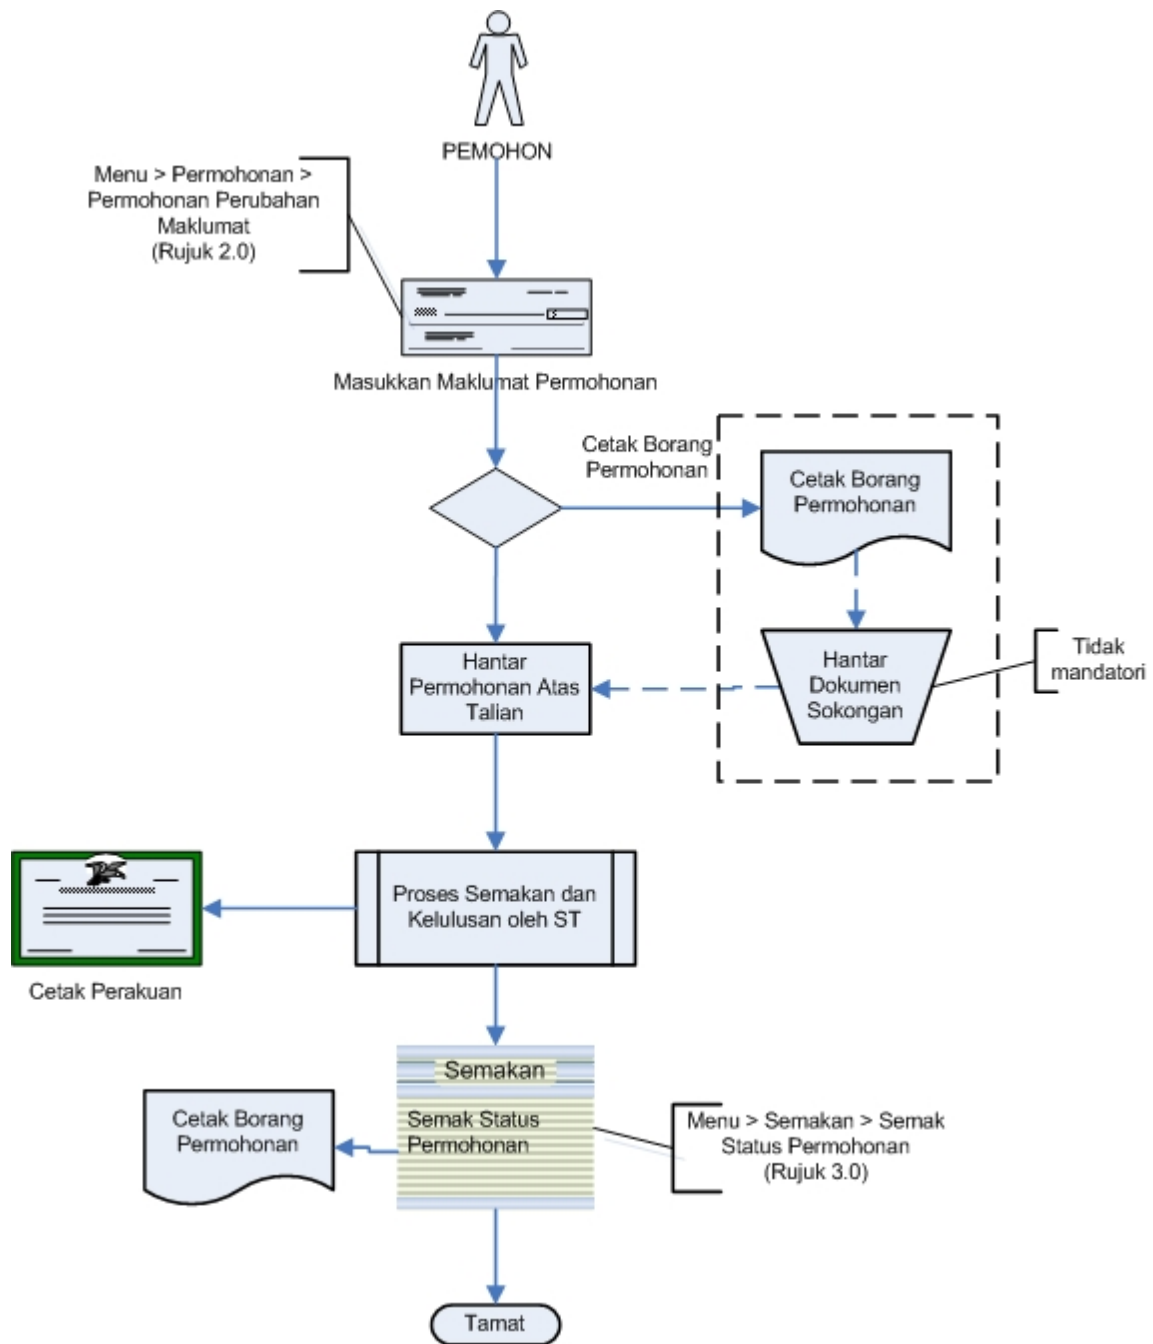 PEMOHON
Menu > Permohonan >
Permohonan Perubahan
Maklumat
(Rujuk 2.0)
Masukkan Maklumat Permohonan
Cetak Borang
Permohonan
Cetak Borang
Permohonan
Hantar
Permohonan Atas
Talian
Hantar
Dokumen
Sokongan
Tidak
mandatori
Proses Semakan dan
Kelulusan oleh ST
Cetak Perakuan
Semakan
Semak Status
Permohonan
Cetak Borang
Permohonan
Menu > Semakan > Semak
Status Permohonan
(Rujuk 3.0)
Tamat